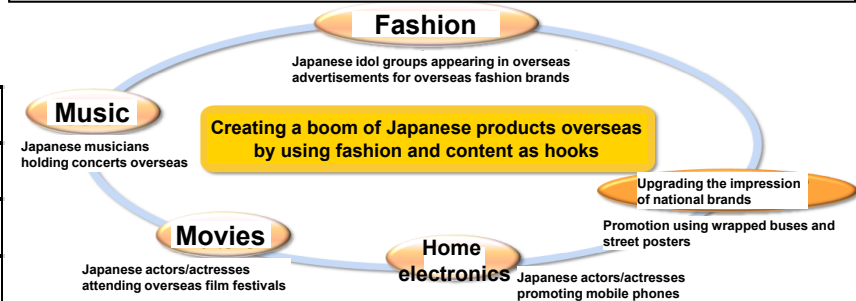 Fashion
Japanese idol groups appearing in overseas
advertisements for overseas fashion brands
Music
Japanese musicians
holding concerts overseas
Creating a boom of Japanese products overseas
by using fashion and content as hooks
Upgrading the impression
of national brands
Promotion using wrapped buses and
street posters
Movies
Japanese actors/actresses
attending overseas film festivals
Home
electronics
Japanese actors/actresses
promoting mobile phones